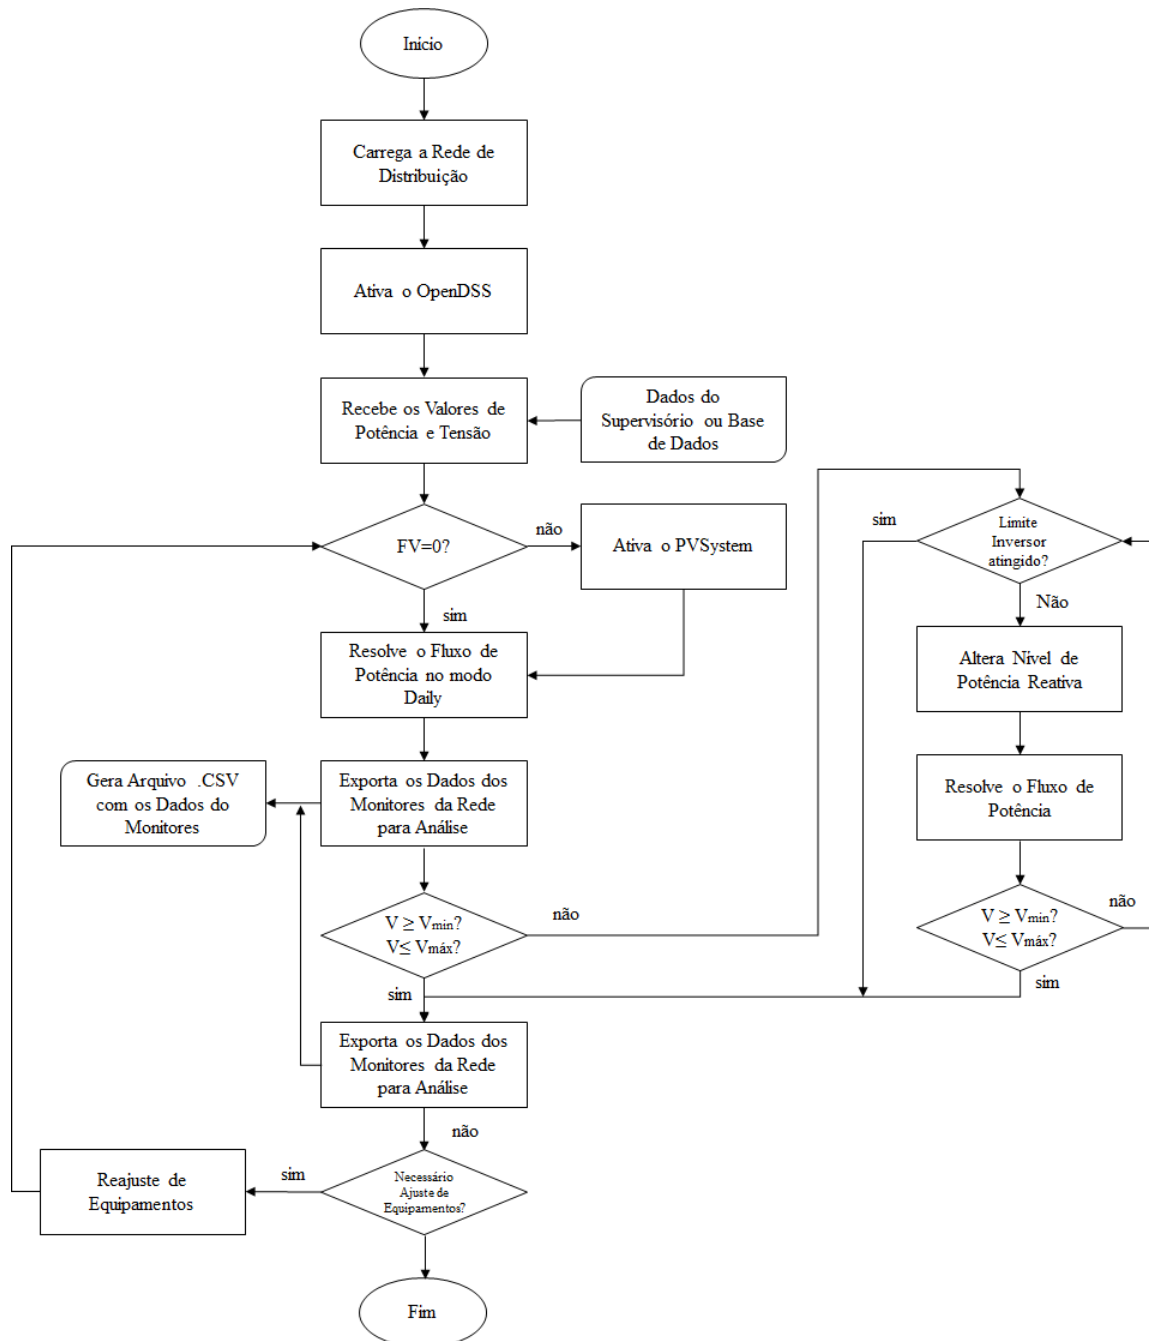 Início
Carrega a Rede de
Distribuição
Ativa o OpenDSS
Recebe os Valores de
Potência e Tensão
Dados do
Supervisório ou Base
de Dados
FV=0?
não
Ativa o PVSystem
sim
Resolve o Fluxo de
Potência no modo
Daily
Exporta os Dados dos
Monitores da Rede
para Análise
Gera Arquivo .CSV
com os Dados do
Monitores
V ≥ Vmin?
V≤ Vmáx?
não
sim
Limite
Inversor
atingido?
sim
Não
Altera Nível de
Potência Reativa
Resolve o Fluxo de
Potência
V ≥ Vmin?
V≤ Vmáx?
não
sim
Exporta os Dados dos
Monitores da Rede
para Análise
não
Necessário
Ajuste de
Equipamentos?
sim
Reajuste de
Equipamentos
Fim